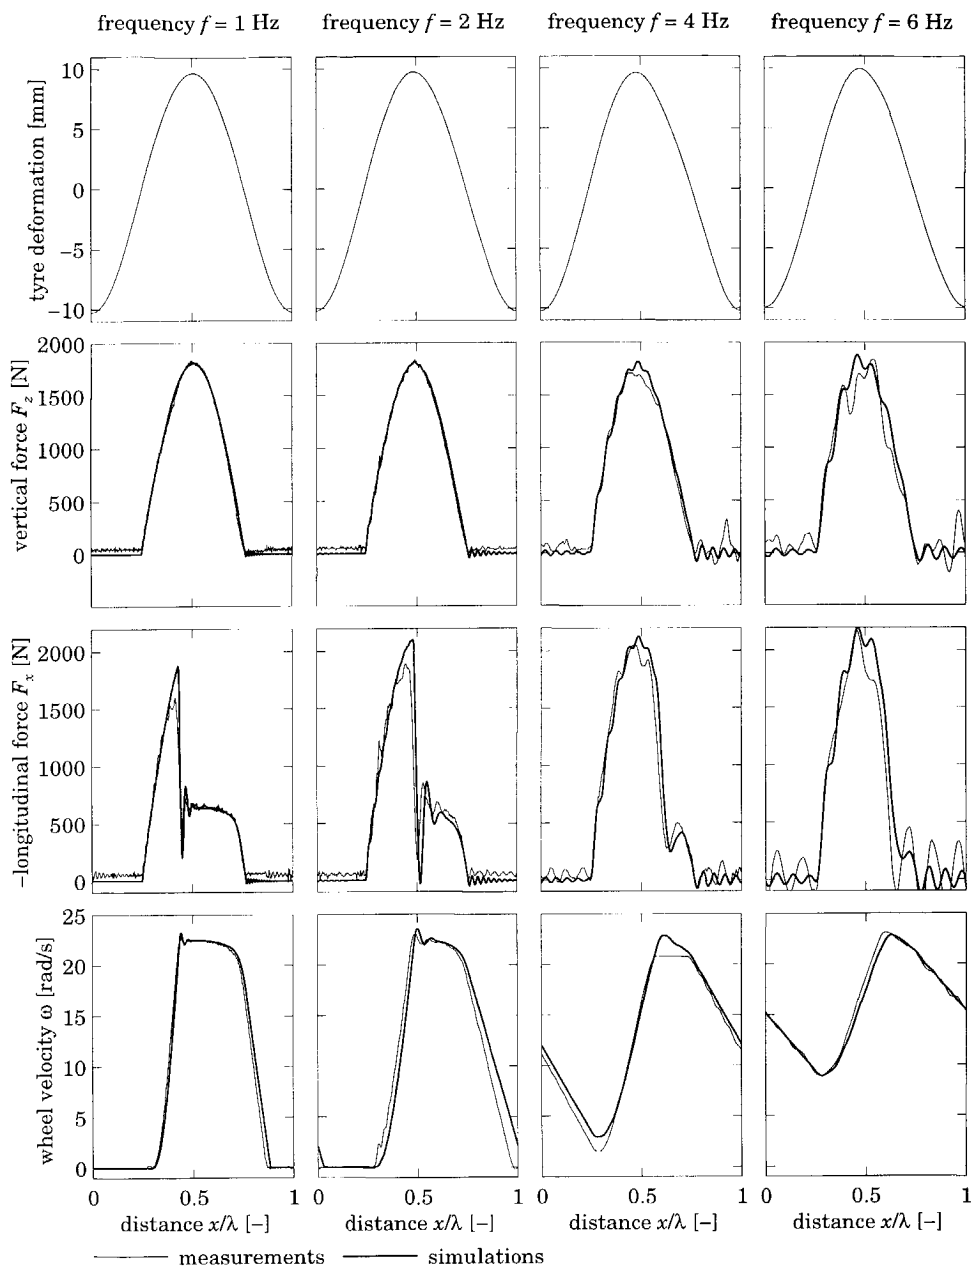 frequency f = 1 Hz frequency f = 2 Hz frequency f = 4 Hz frequency f = 6 Hz
tyre deformation [mm]
10
5
0
−5
−10
vertical force F_z [N]
2000
1500
1000
500
0
−longitudinal force F_x [N]
2000
1500
1000
500
0
wheel velocity ω [rad/s]
25
20
15
10
5
0
0 0.5 1 0 0.5 1 0 0.5 1 0 0.5 1
distance x/λ [−] distance x/λ [−] distance x/λ [−] distance x/λ [−]
measurements simulations